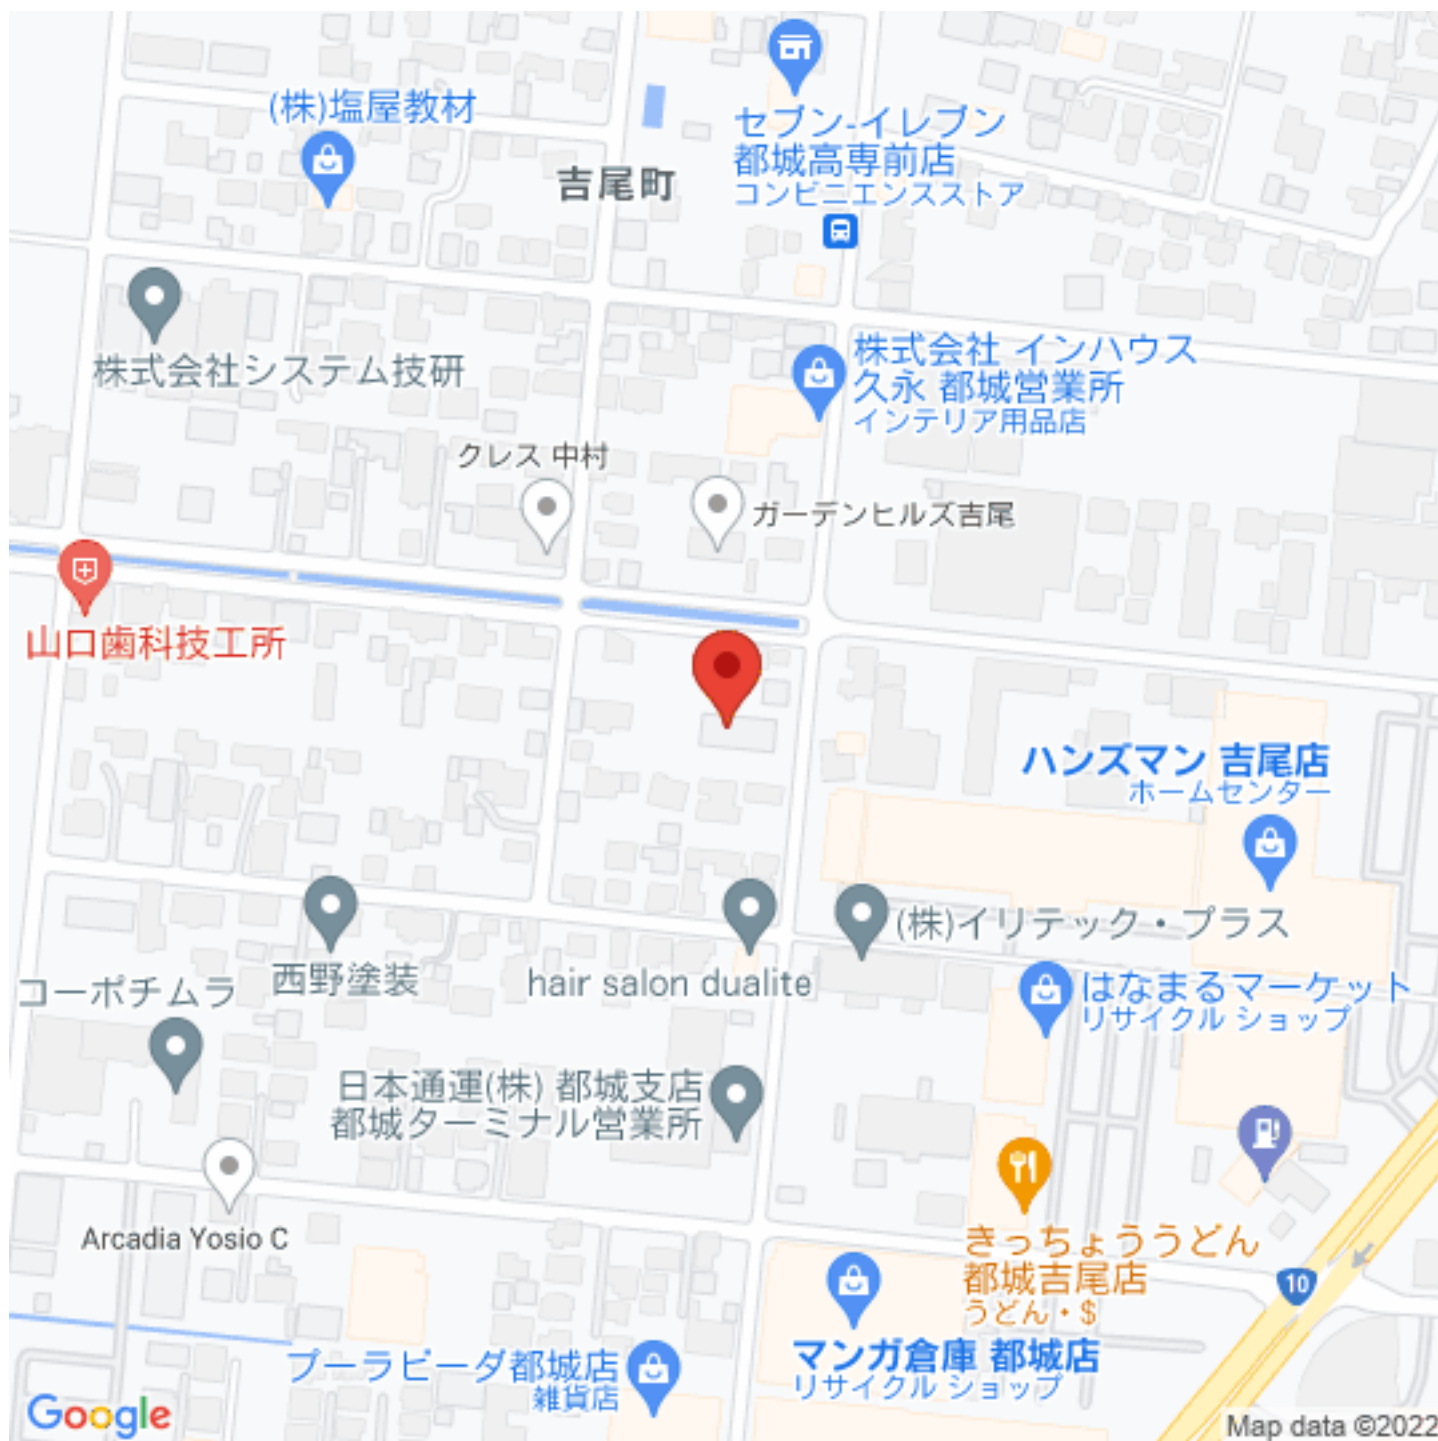 (株)塩屋教材
セブン-イレブン
都城高専前店
コンビニエンスストア
吉尾町
株式会社システム技研
株式会社 インハウス
久永 都城営業所
インテリア用品店
クレス 中村
ガーデンヒルズ吉尾
山口歯科技工所
ハンズマン 吉尾店
ホームセンター
(株)イリテック・プラス
西野塗装
hair salon dualite
コーポチムラ
はなまるマーケット
リサイクル ショップ
日本通運(株) 都城支店
都城ターミナル営業所
Arcadia Yosio C
きっちょううどん
都城吉尾店
うどん・$
10
プーラビーダ都城店
雑貨店
マンガ倉庫 都城店
リサイクル ショップ
Google
Map data ©2022